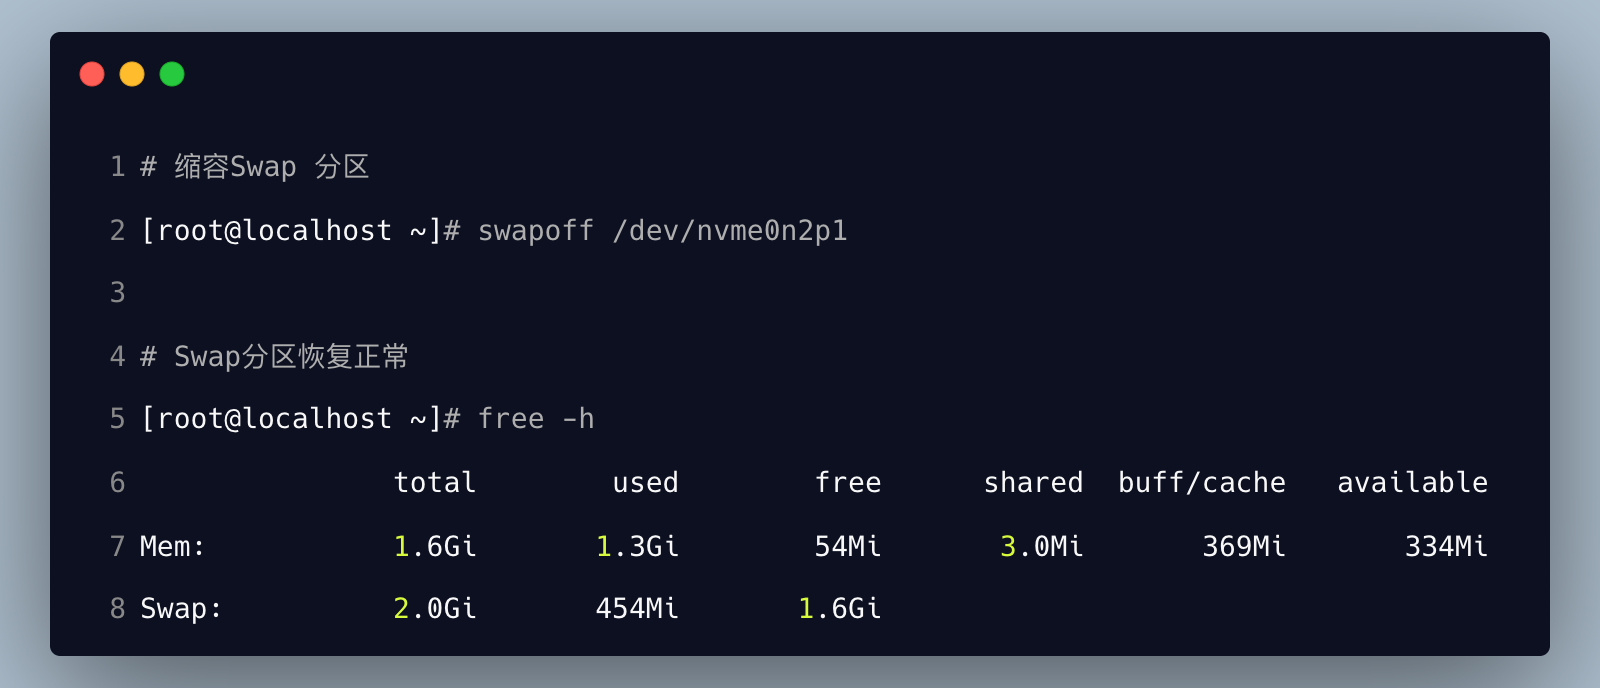 1 # 缩容Swap 分区
2 [root@localhost ~]# swapoff /dev/nvme0n2p1
3
4 # Swap分区恢复正常
5 [root@localhost ~]# free -h
6               total        used        free      shared  buff/cache   available
7 Mem:           1.6Gi       1.3Gi        54Mi       3.0Mi       369Mi       334Mi
8 Swap:          2.0Gi       454Mi       1.6Gi